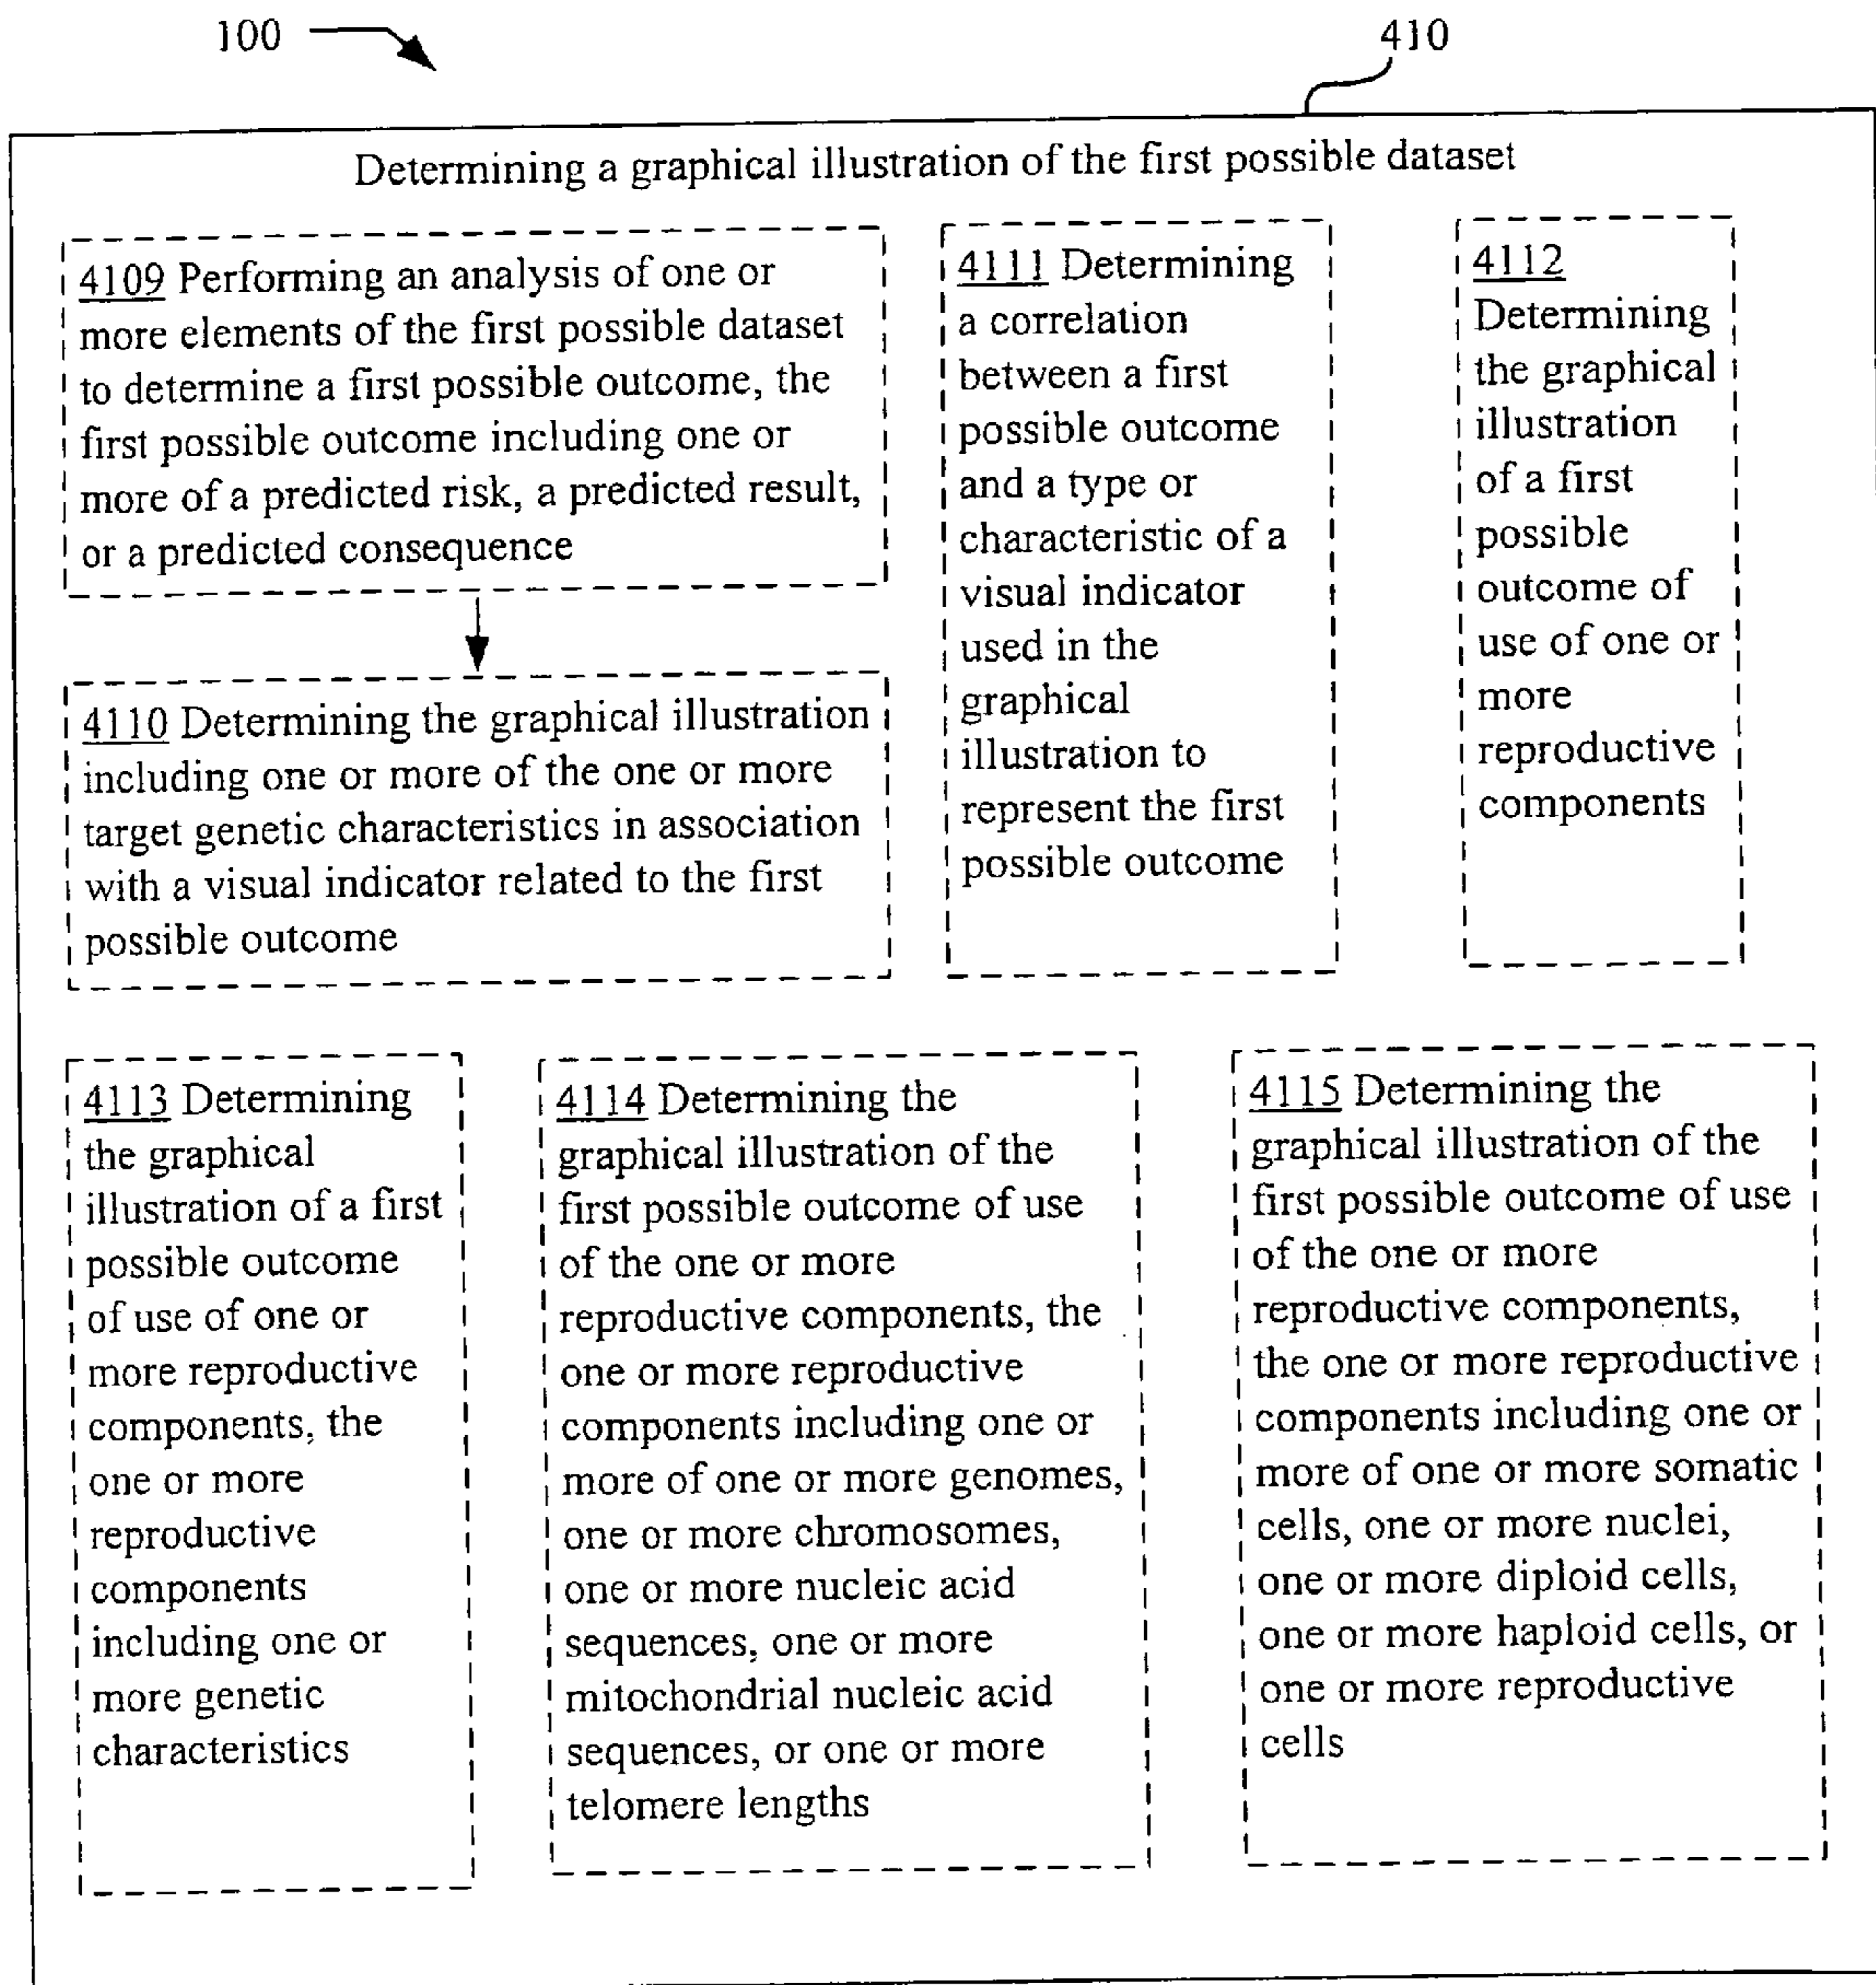 100
410
Determining a graphical illustration of the first possible dataset
4109 Performing an analysis of one or
more elements of the first possible dataset
to determine a first possible outcome, the
first possible outcome including one or
more of a predicted risk, a predicted result,
or a predicted consequence
4110 Determining the graphical illustration
including one or more of the one or more
target genetic characteristics in association
with a visual indicator related to the first
possible outcome
4111 Determining
a correlation
between a first
possible outcome
and a type or
characteristic of a
visual indicator
used in the
graphical
illustration to
represent the first
possible outcome
4112
Determining
the graphical
illustration
of a first
possible
outcome of
use of one or
more
reproductive
components
4113 Determining
the graphical
illustration of a first
possible outcome
of use of one or
more reproductive
components, the
one or more
reproductive
components
including one or
more genetic
characteristics
4114 Determining the
graphical illustration of the
first possible outcome of use
of the one or more
reproductive components, the
one or more reproductive
components including one or
more of one or more genomes,
one or more chromosomes,
one or more nucleic acid
sequences, one or more
mitochondrial nucleic acid
sequences, or one or more
telomere lengths
4115 Determining the
graphical illustration of the
first possible outcome of use
of the one or more
reproductive components,
the one or more reproductive
components including one or
more of one or more somatic
cells, one or more nuclei,
one or more diploid cells,
one or more haploid cells, or
one or more reproductive
cells